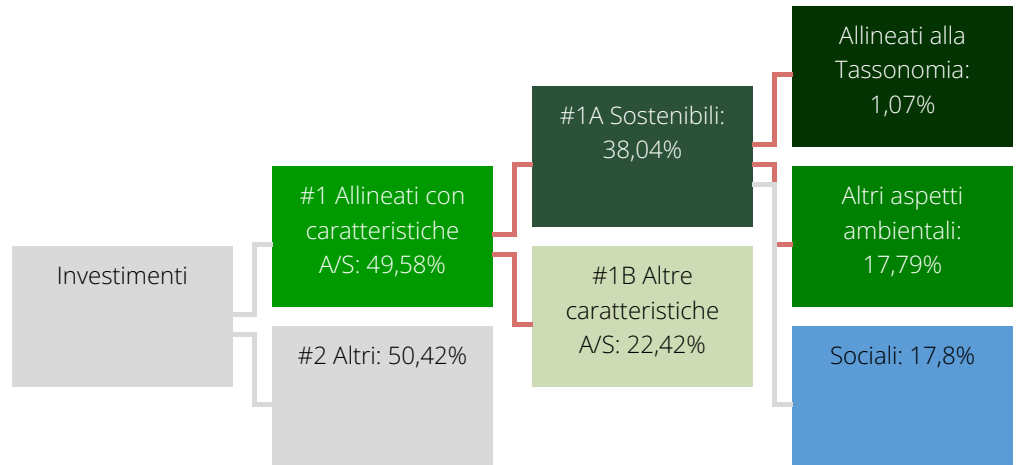 Investimenti
#1 Allineati con
caratteristiche
A/S: 49,58%
#2 Altri: 50,42%
#1A Sostenibili:
38,04%
#1B Altre
caratteristiche
A/S: 22,42%
Allineati alla
Tassonomia:
1,07%
Altri aspetti
ambientali:
17,79%
Sociali: 17,8%